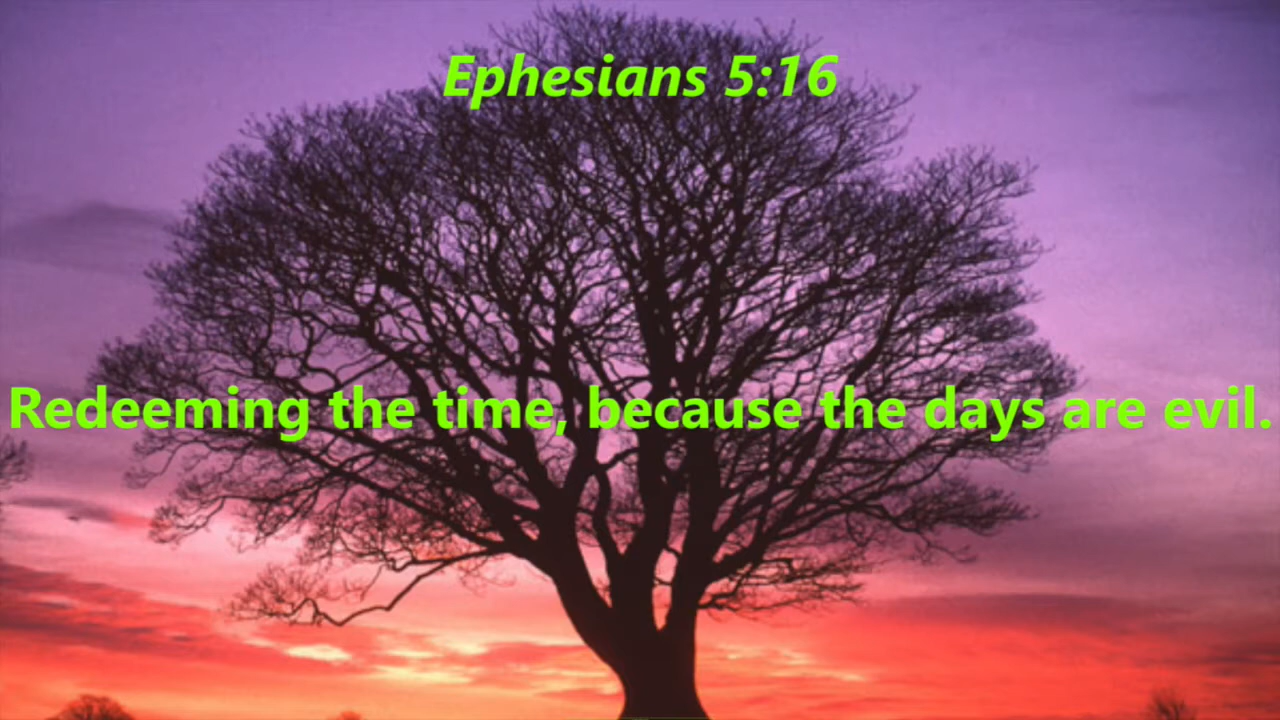 Ephesians 5:16
Redeeming the time, because the days are evil.